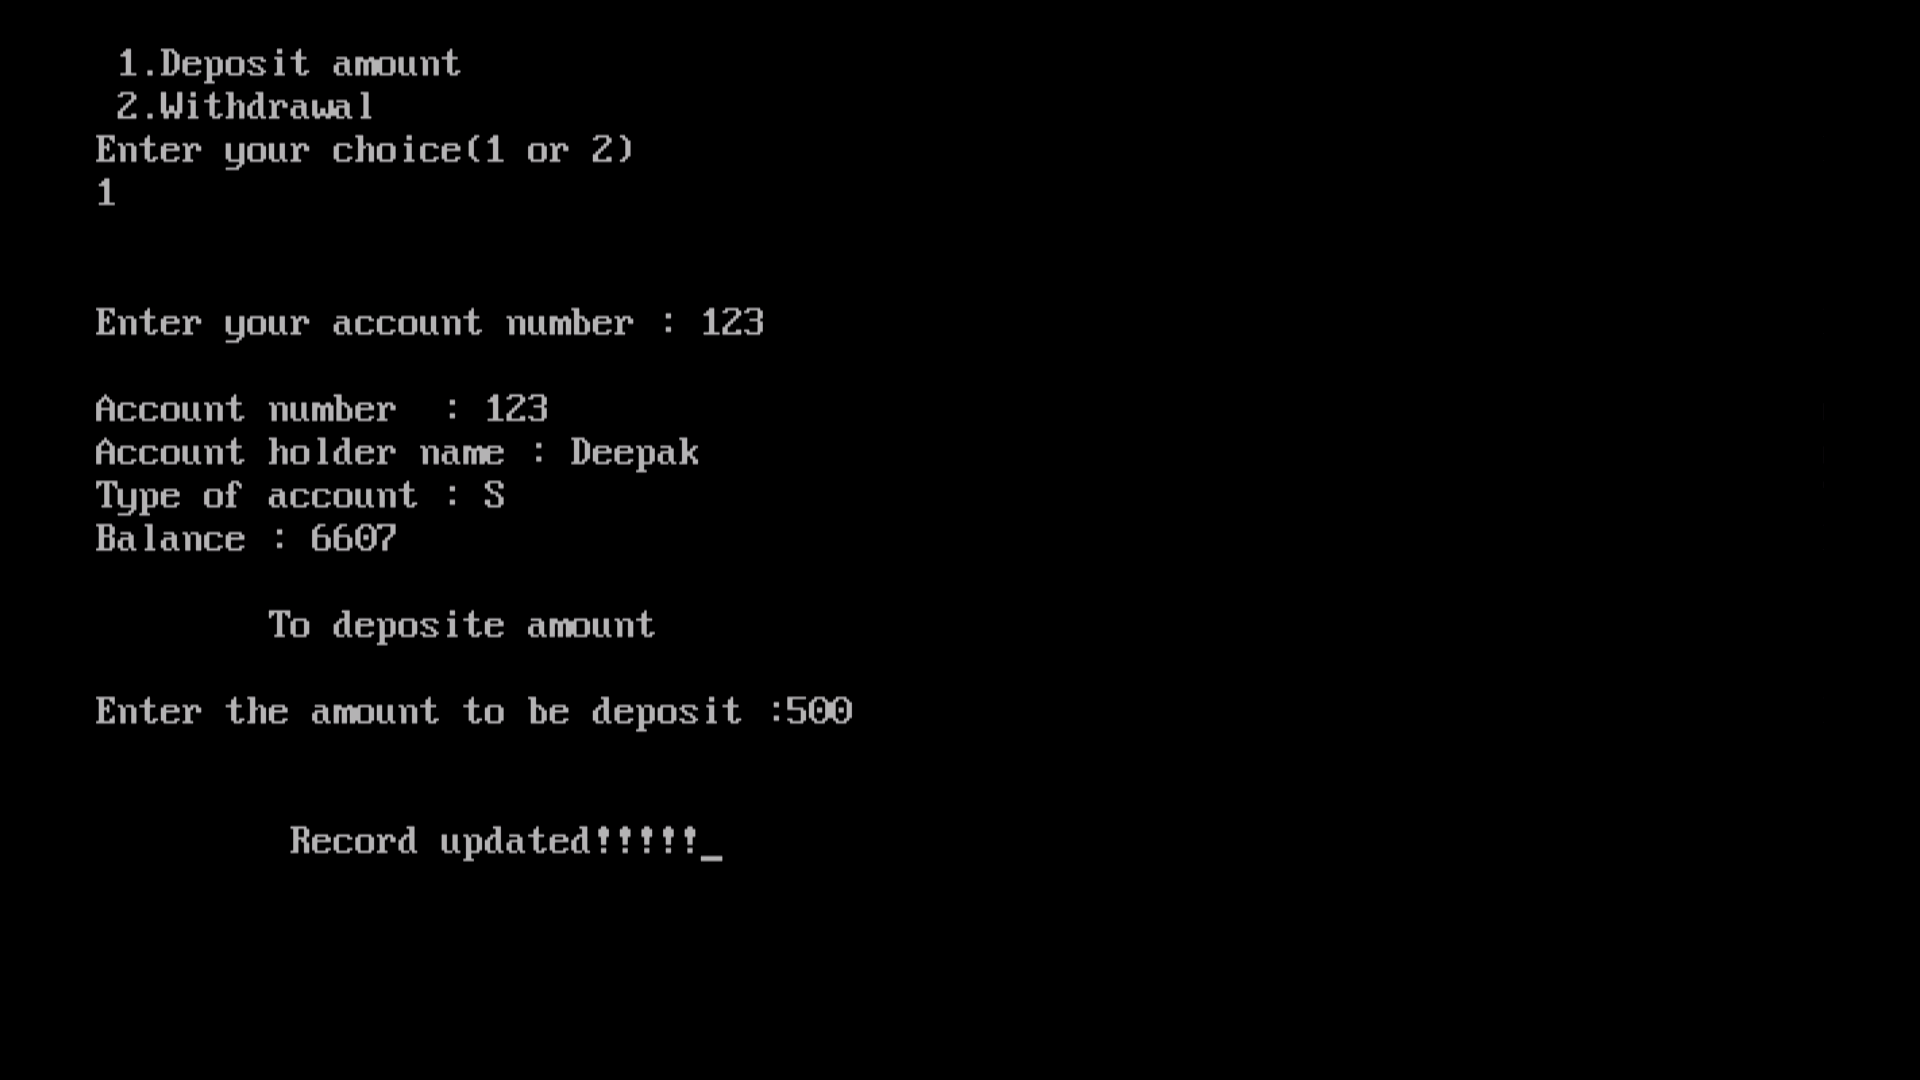 1.Deposit amount
2.Withdrawal
Enter your choice(1 or 2)
1
Enter your account number : 123
Account number  : 123
Account holder name : Deepak
Type of account : S
Balance : 6607
To deposite amount
Enter the amount to be deposit :500
Record updated!!!!!_